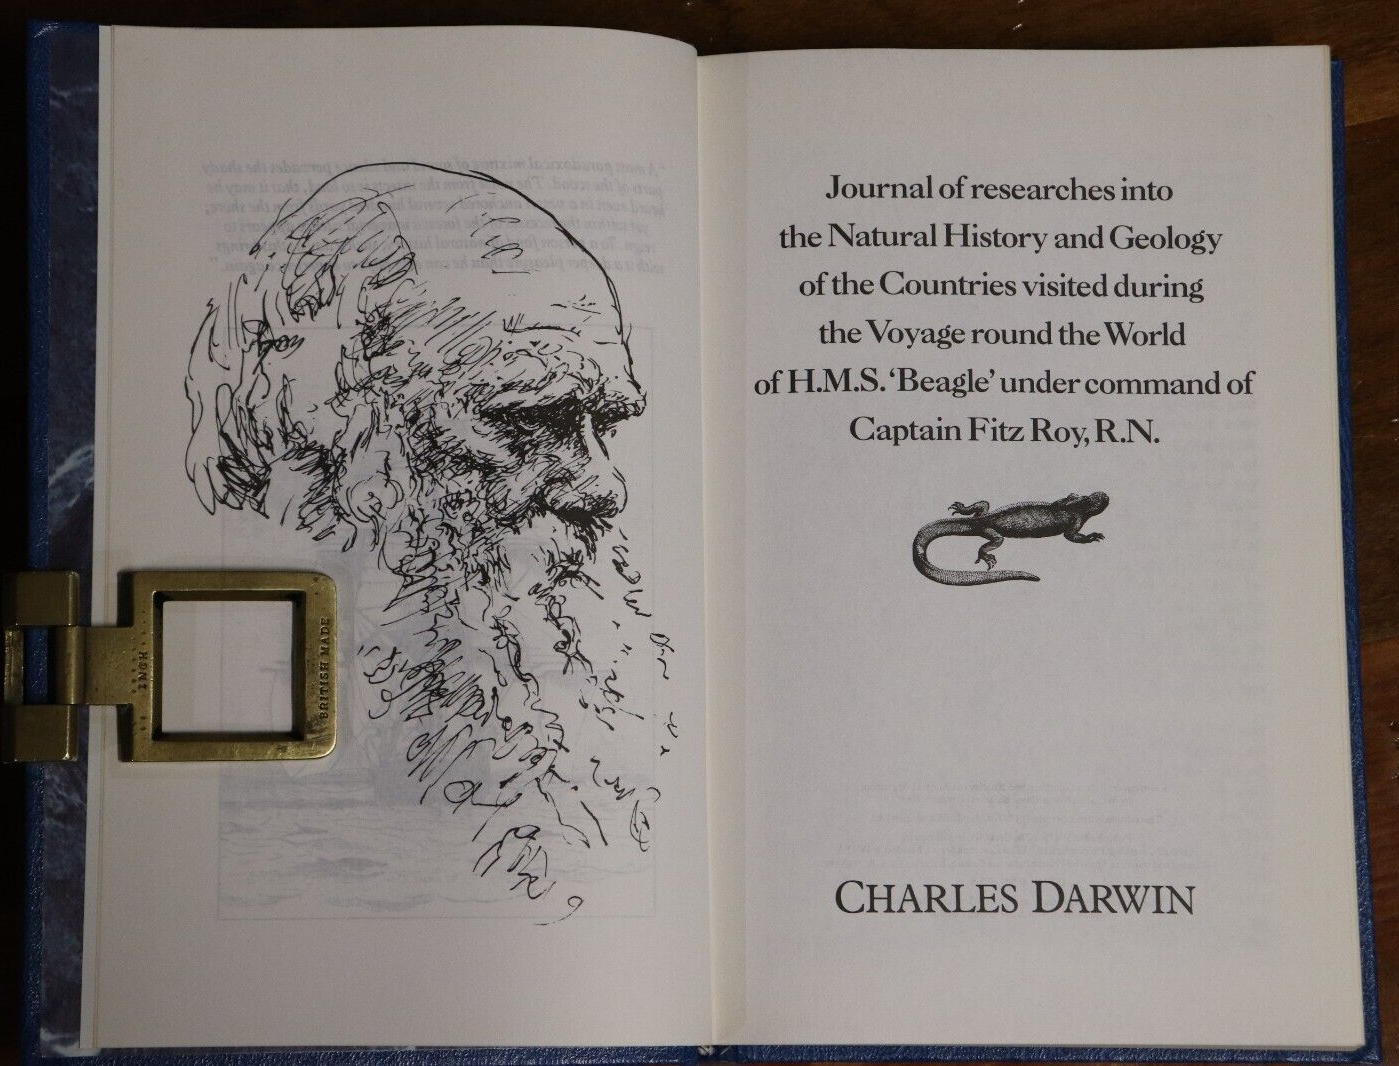 INCH
BRITISH MADE
Journal of researches into
the Natural History and Geology
of the Countries visited during
the Voyage round the World
of H.M.S. ‘Beagle’ under command of
Captain Fitz Roy, R.N.
CHARLES DARWIN